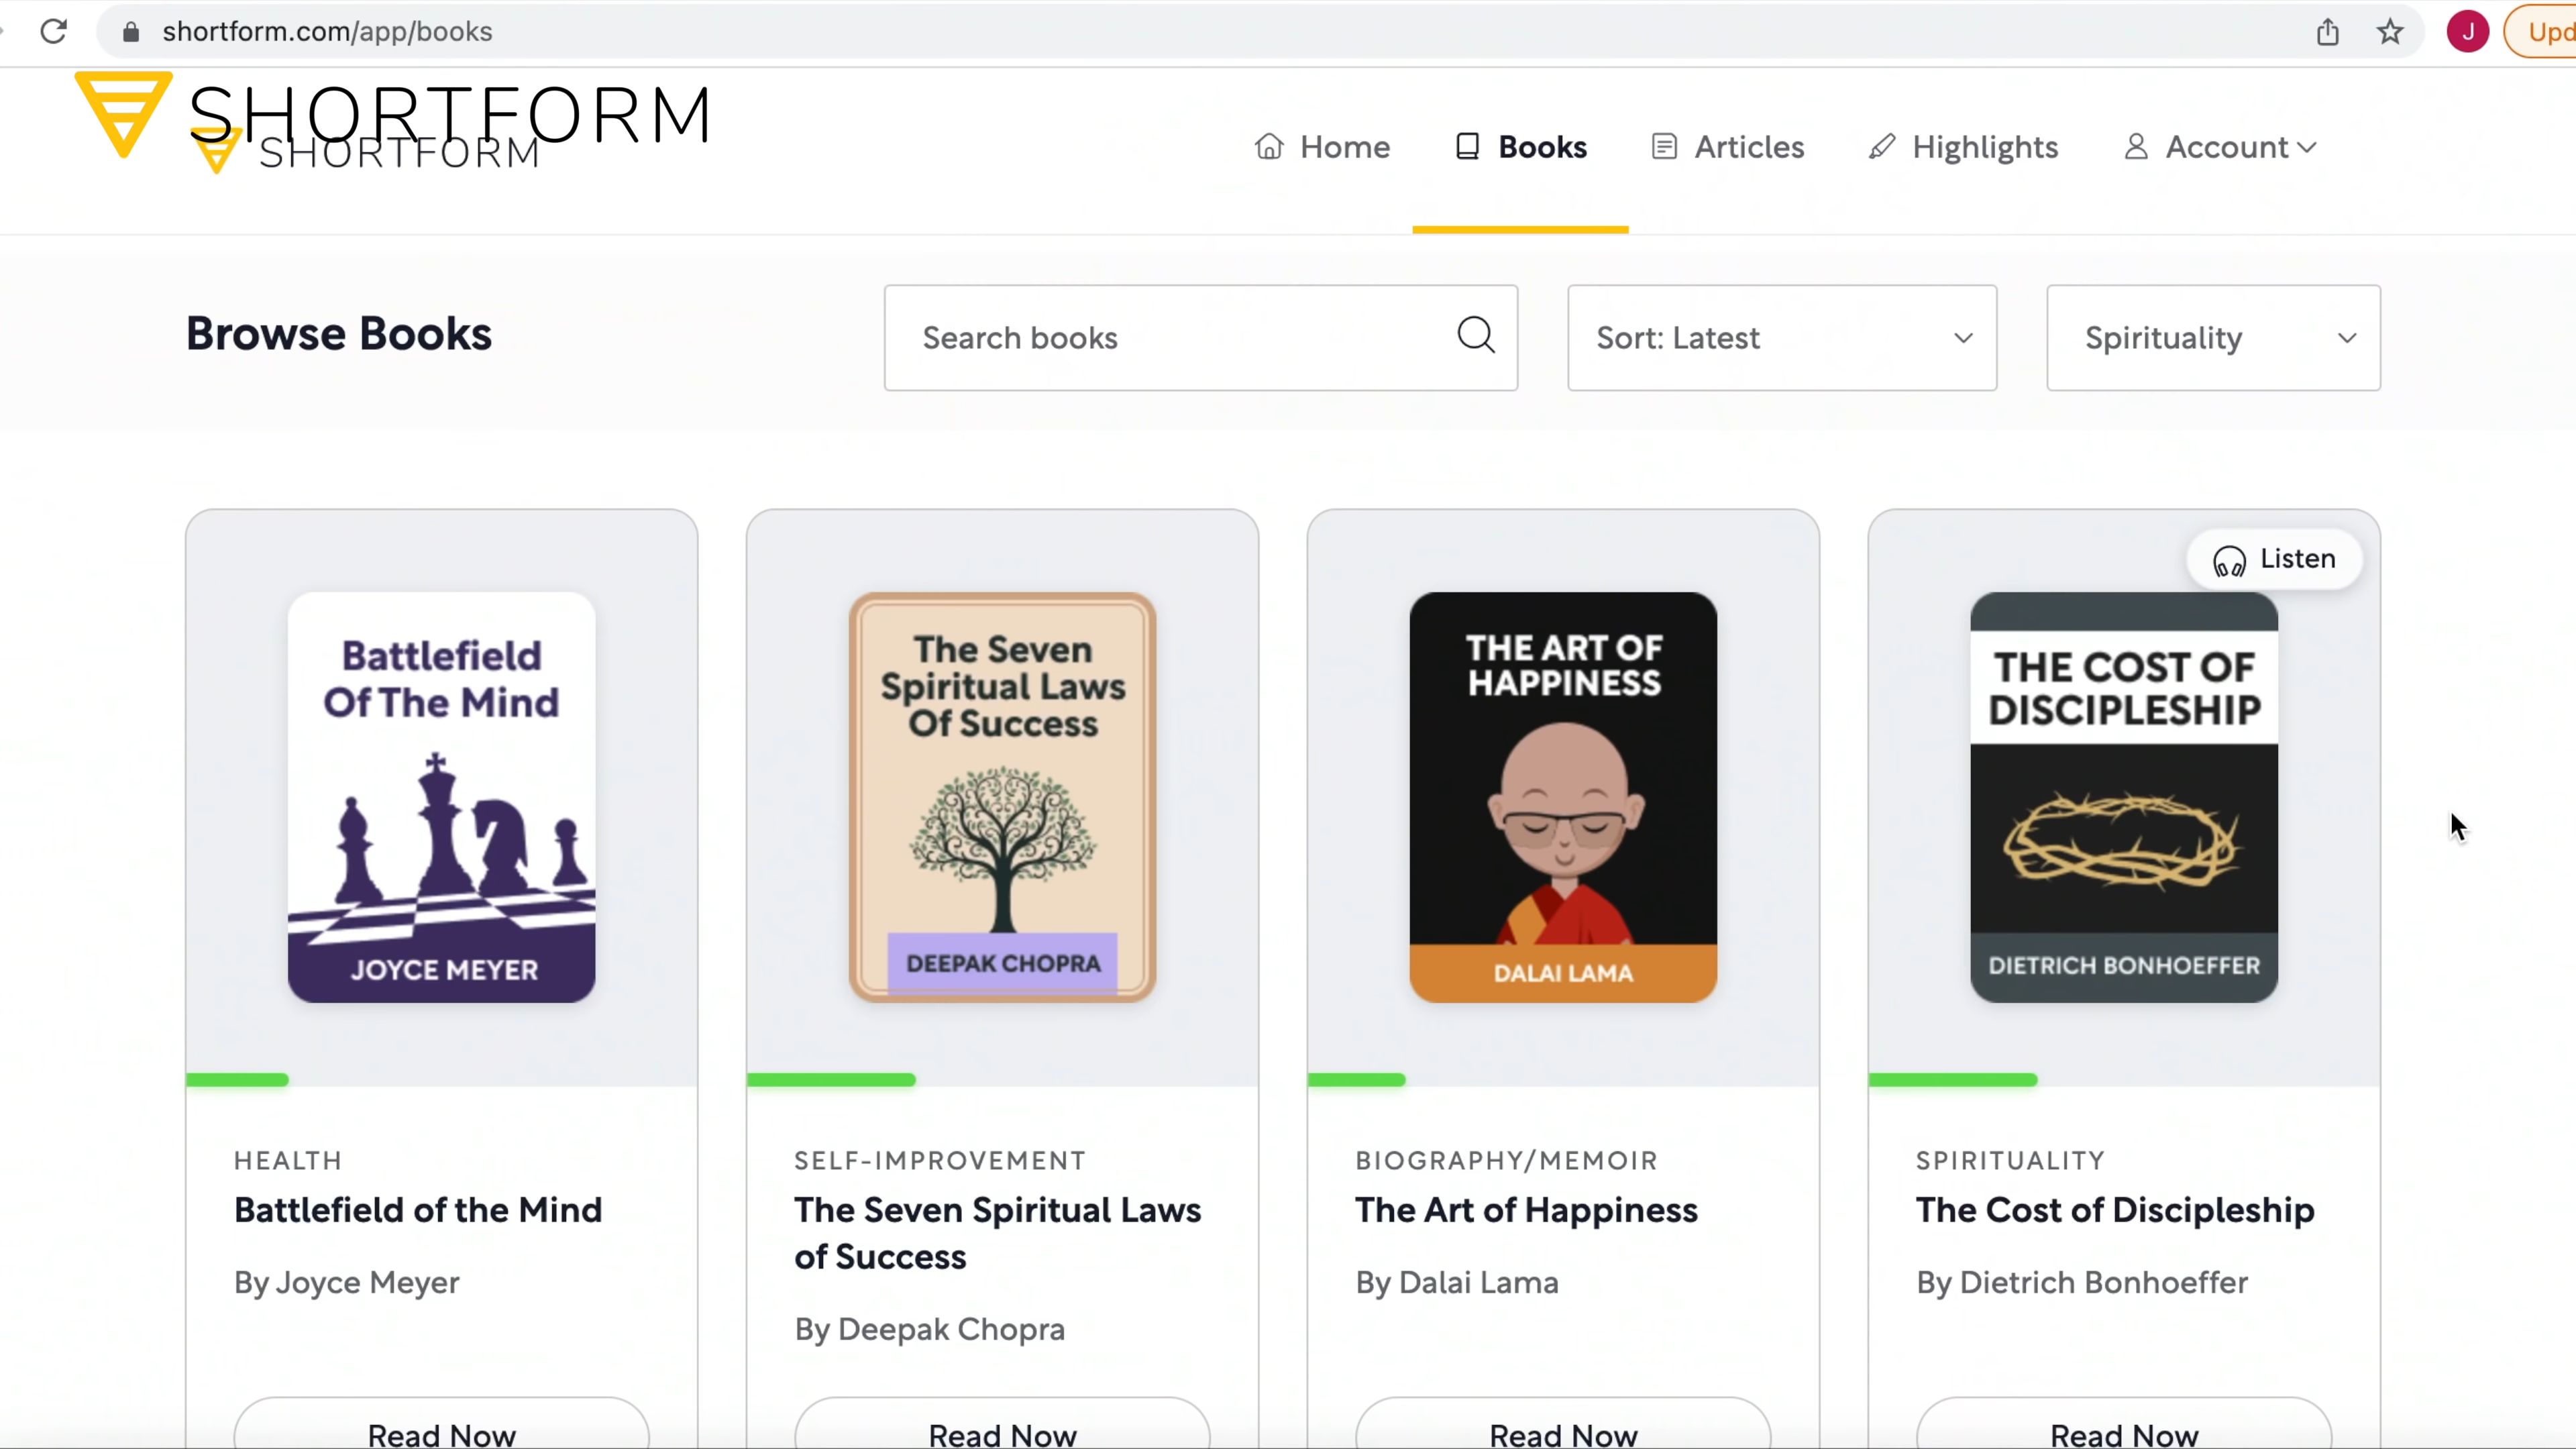 shortform.com/app/books
J
Upd
SHORTFORM
SHORTFORM
Home
Books
Articles
Highlights
Account
Browse Books
Search books
Sort: Latest
Spirituality
Battlefield
Of The Mind
JOYCE MEYER
The Seven
Spiritual Laws
Of Success
DEEPAK CHOPRA
THE ART OF
HAPPINESS
DALAI LAMA
Listen
THE COST OF
DISCIPLESHIP
DIETRICH BONHOEFFER
HEALTH
Battlefield of the Mind
By Joyce Meyer
Read Now
SELF-IMPROVEMENT
The Seven Spiritual Laws
of Success
By Deepak Chopra
Read Now
BIOGRAPHY/MEMOIR
The Art of Happiness
By Dalai Lama
Read Now
SPIRITUALITY
The Cost of Discipleship
By Dietrich Bonhoeffer
Read Now